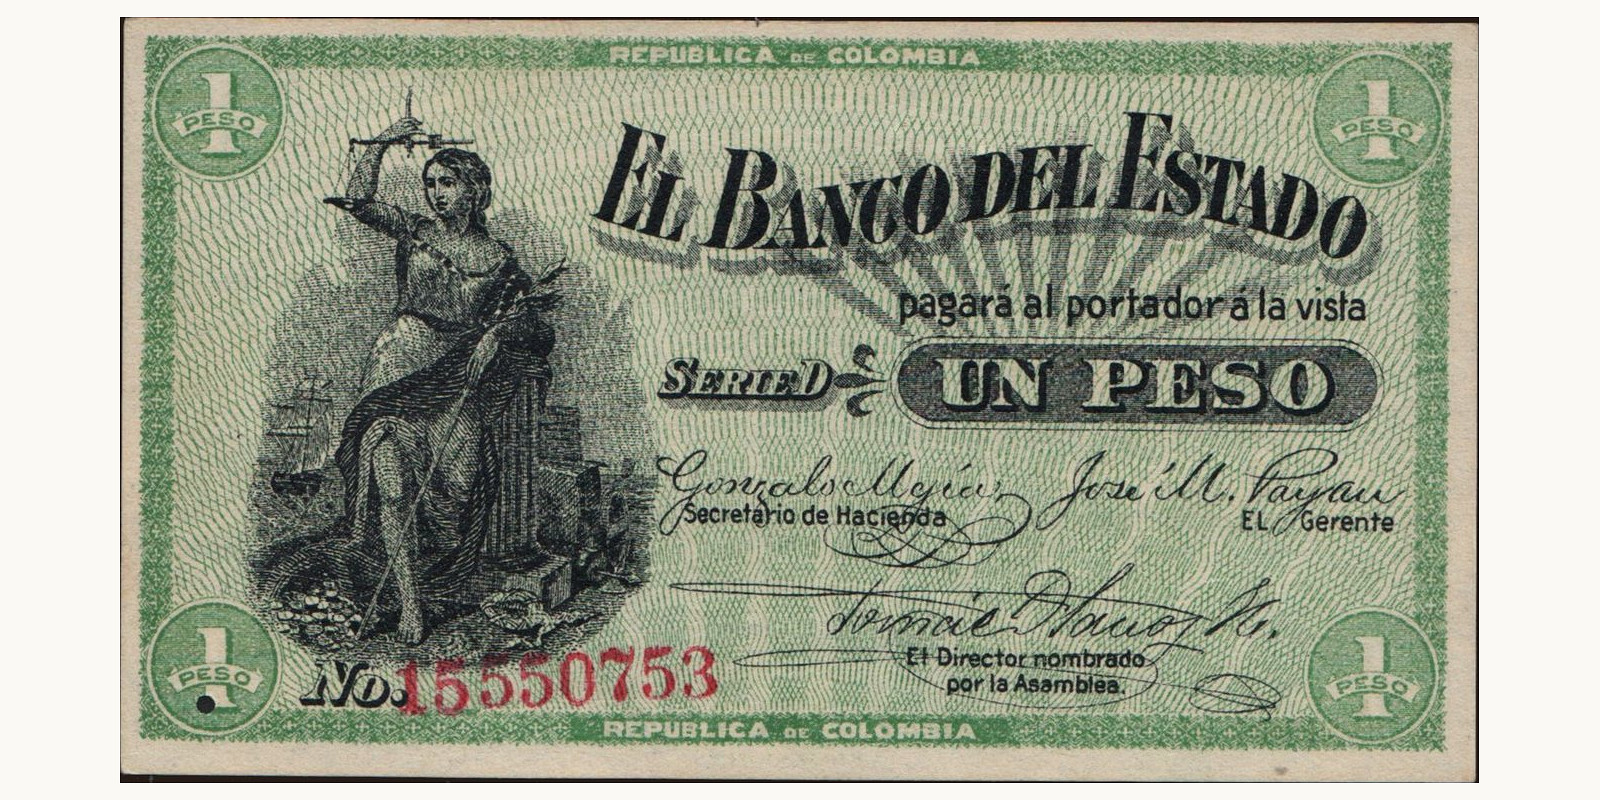 REPUBLICA DE COLOMBIA
1 PESO
1 PESO
EL BANCO DEL ESTADO
pagará al portador á la vista
SERIE D
UN PESO
Gonzalo Mejía
José M. Payan
Secretario de Hacienda
EL Gerente
El Director nombrado
por la Asamblea.
No. 15550753
1 PESO
1 PESO
REPUBLICA DE COLOMBIA